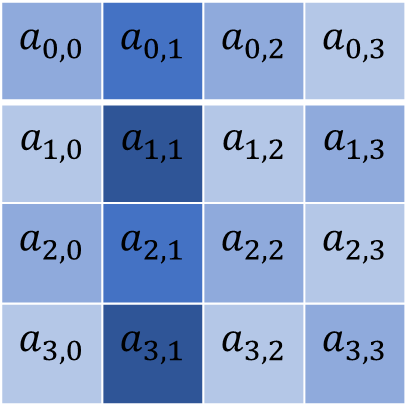 a0,0 a0,1 a0,2 a0,3
a1,0 a1,1 a1,2 a1,3
a2,0 a2,1 a2,2 a2,3
a3,0 a3,1 a3,2 a3,3